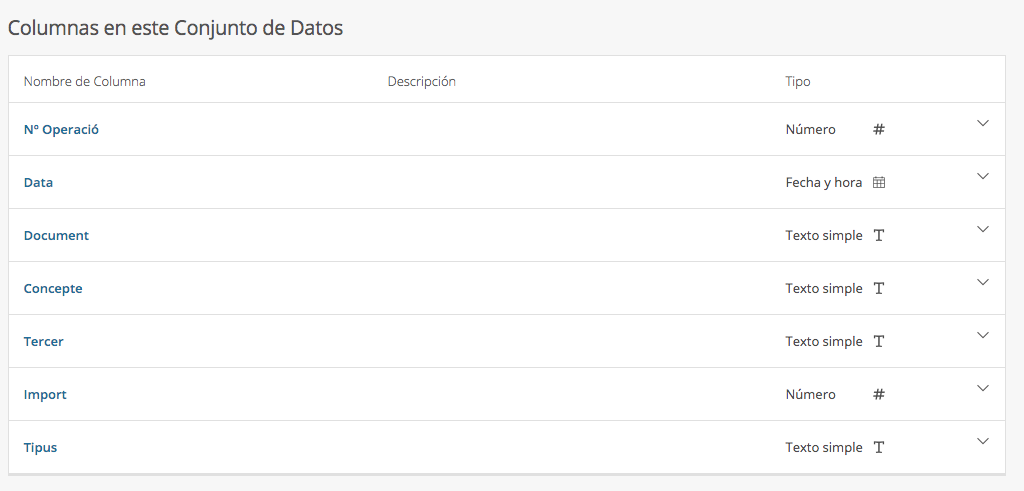 Columnas en este Conjunto de Datos
Nombre de Columna Descripción Tipo
Nº Operació Número #
Data Fecha y hora
Document Texto simple T
Concepte Texto simple T
Tercer Texto simple T
Import Número #
Tipus Texto simple T